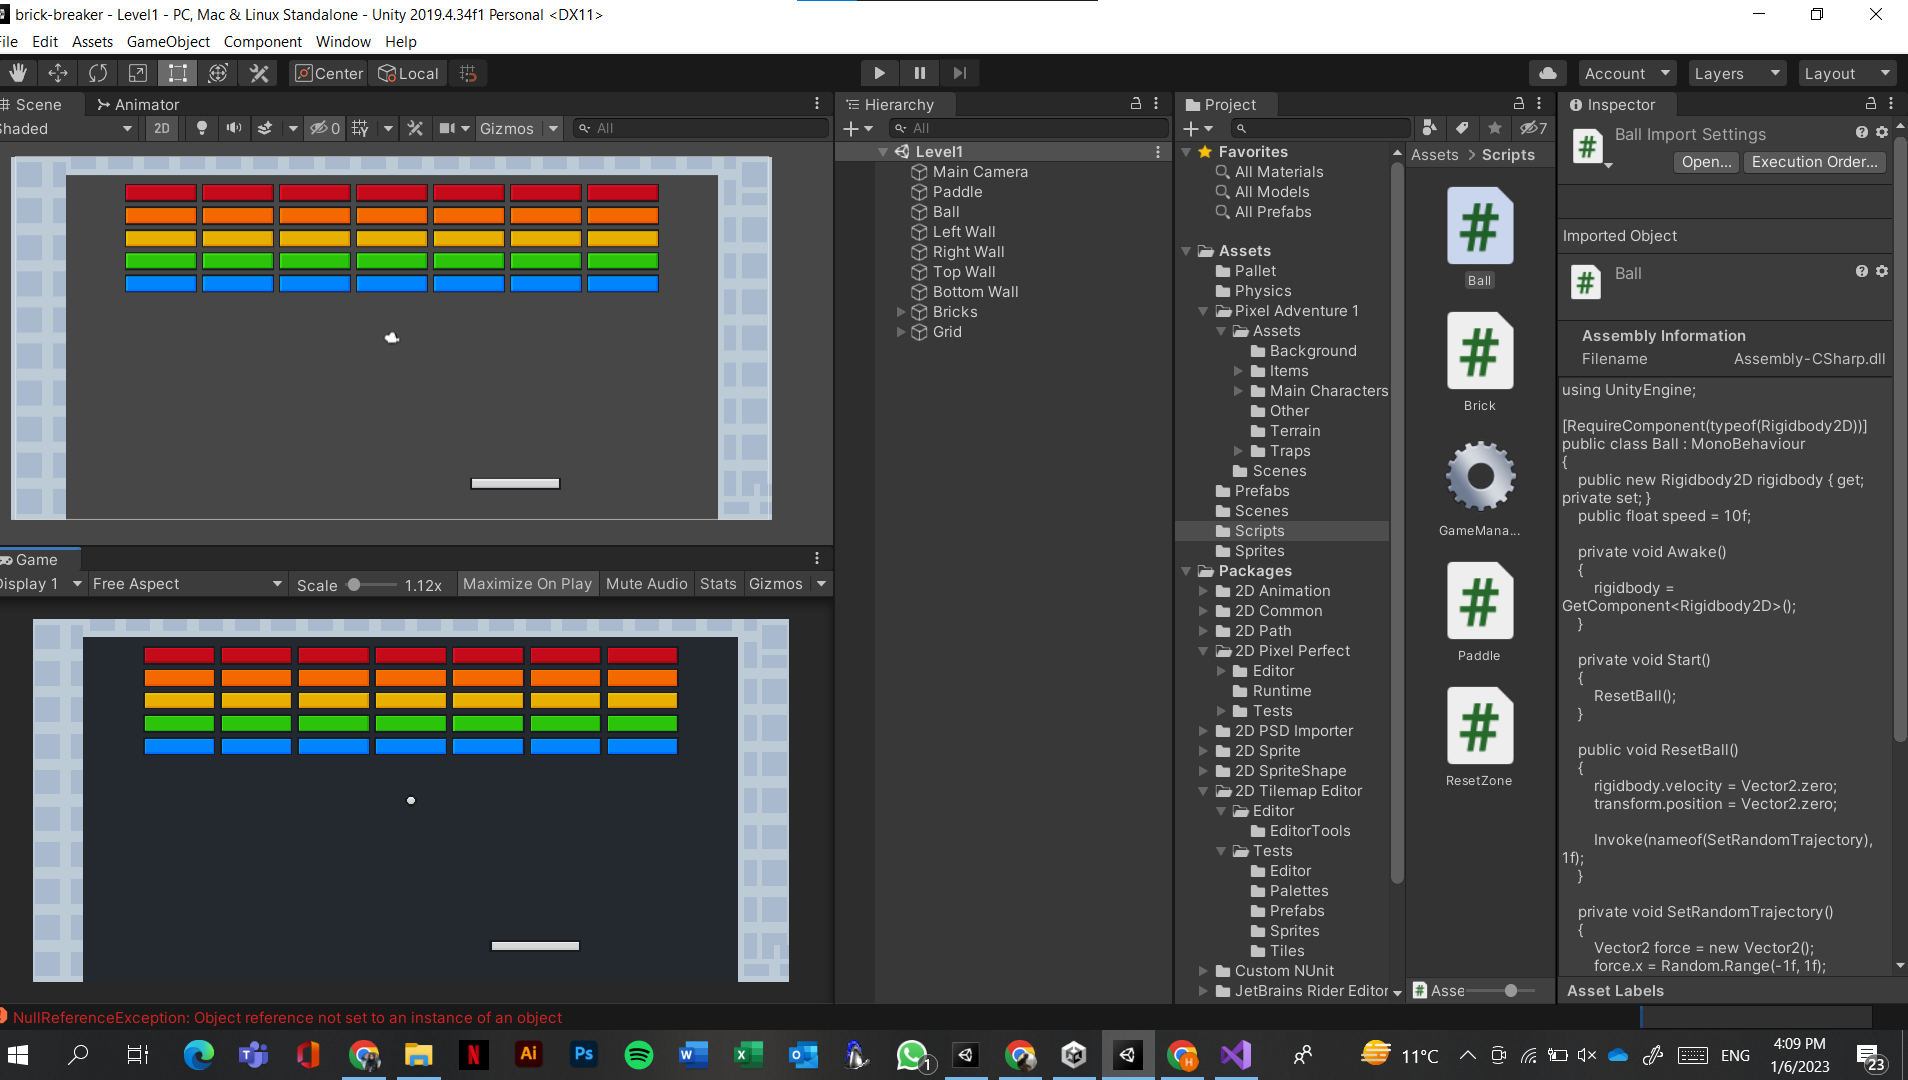 brick-breaker - Level1 - PC, Mac & Linux Standalone - Unity 2019.4.34f1 Personal <DX11>
ile Edit Assets GameObject Component Window Help
Center Local Account Layers Layout
Scene Animator
haded 2D 0 Gizmos All
Hierarchy
All
Level1
Main Camera
Paddle
Ball
Left Wall
Right Wall
Top Wall
Bottom Wall
Bricks
Grid
Game
isplay 1 Free Aspect Scale 1.12x Maximize On Play Mute Audio Stats Gizmos
Project
7
Favorites
All Materials
All Models
All Prefabs
Assets
Pallet
Physics
Pixel Adventure 1
Assets
Background
Items
Main Characters
Other
Terrain
Traps
Scenes
Prefabs
Scenes
Scripts
Sprites
Packages
2D Animation
2D Common
2D Path
2D Pixel Perfect
Editor
Runtime
Tests
2D PSD Importer
2D Sprite
2D SpriteShape
2D Tilemap Editor
Editor
EditorTools
Tests
Editor
Palettes
Prefabs
Sprites
Tiles
Custom NUnit
JetBrains Rider Editor
Assets > Scripts
#
Ball
#
Brick
GameMana...
#
Paddle
#
ResetZone
# Asse
Inspector
# Ball Import Settings
Open... Execution Order...
Imported Object
# Ball
Assembly Information
Filename Assembly-CSharp.dll
using UnityEngine;
[RequireComponent(typeof(Rigidbody2D))]
public class Ball : MonoBehaviour
{
public new Rigidbody2D rigidbody { get;
private set; }
public float speed = 10f;
private void Awake()
{
rigidbody =
GetComponent<Rigidbody2D>();
}
private void Start()
{
ResetBall();
}
public void ResetBall()
{
rigidbody.velocity = Vector2.zero;
transform.position = Vector2.zero;
Invoke(nameof(SetRandomTrajectory),
1f);
}
private void SetRandomTrajectory()
{
Vector2 force = new Vector2();
force.x = Random.Range(-1f, 1f);
Asset Labels
NullReferenceException: Object reference not set to an instance of an object
N Ai Ps W X 1 H 11°C ENG 4:09 PM
1/6/2023 23